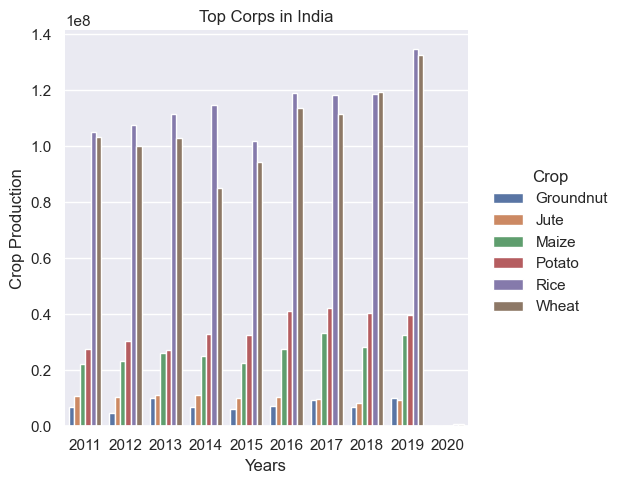 Top Corps in India
1e8
1.4
1.2
1.0
0.8
0.6
0.4
0.2
0.0
Crop Production
2011 2012 2013 2014 2015 2016 2017 2018 2019 2020
Years
Crop
Groundnut
Jute
Maize
Potato
Rice
Wheat